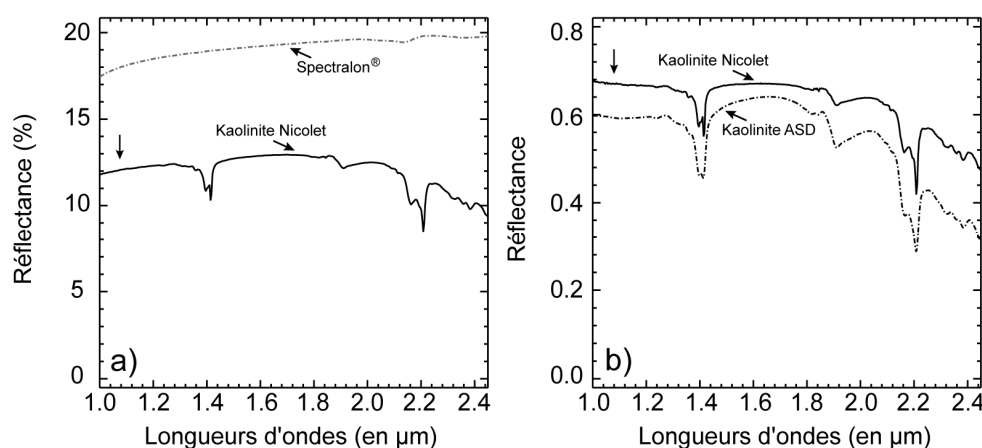 Réflectance (%)
20
15
10
5
0
Spectralon®
Kaolinite Nicolet
a)
1.0 1.2 1.4 1.6 1.8 2.0 2.2 2.4
Longueurs d'ondes (en µm)
Réflectance
0.8
0.6
0.4
0.2
0.0
Kaolinite Nicolet
Kaolinite ASD
b)
1.0 1.2 1.4 1.6 1.8 2.0 2.2 2.4
Longueurs d'ondes (en µm)